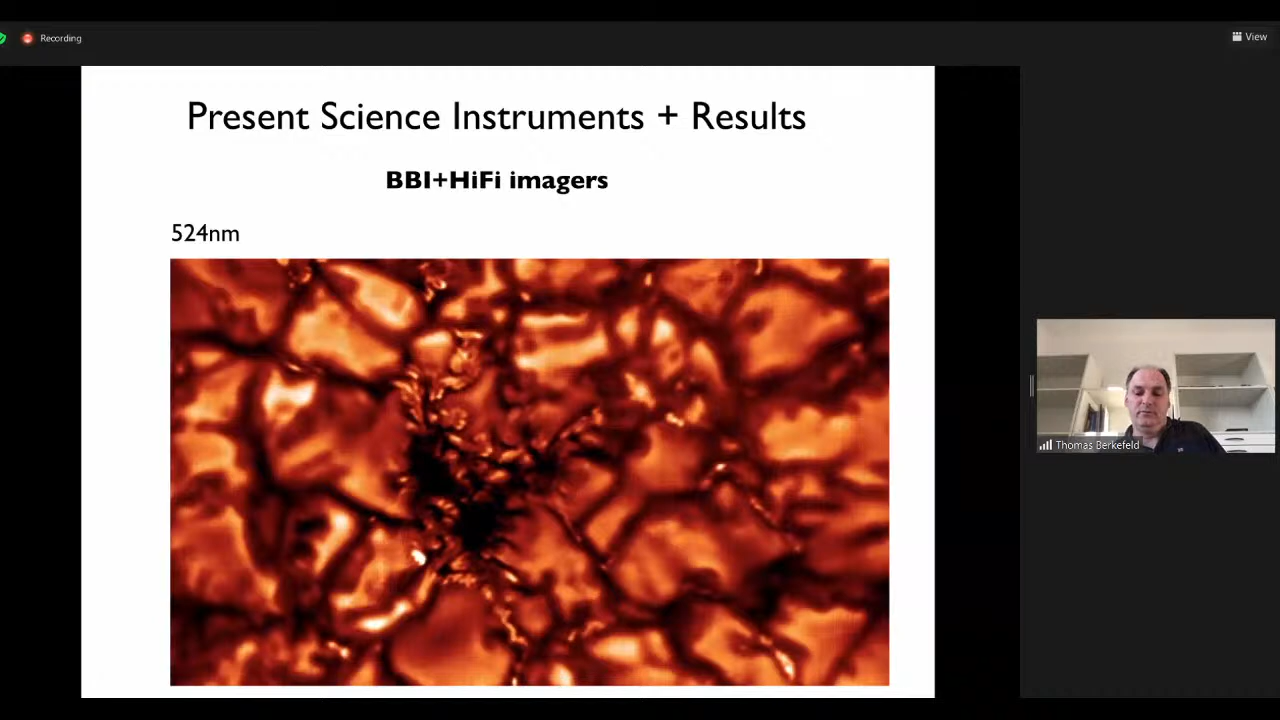 Recording
View
Present Science Instruments + Results
BBI+HiFi imagers
524nm
Thomas Berkefeld